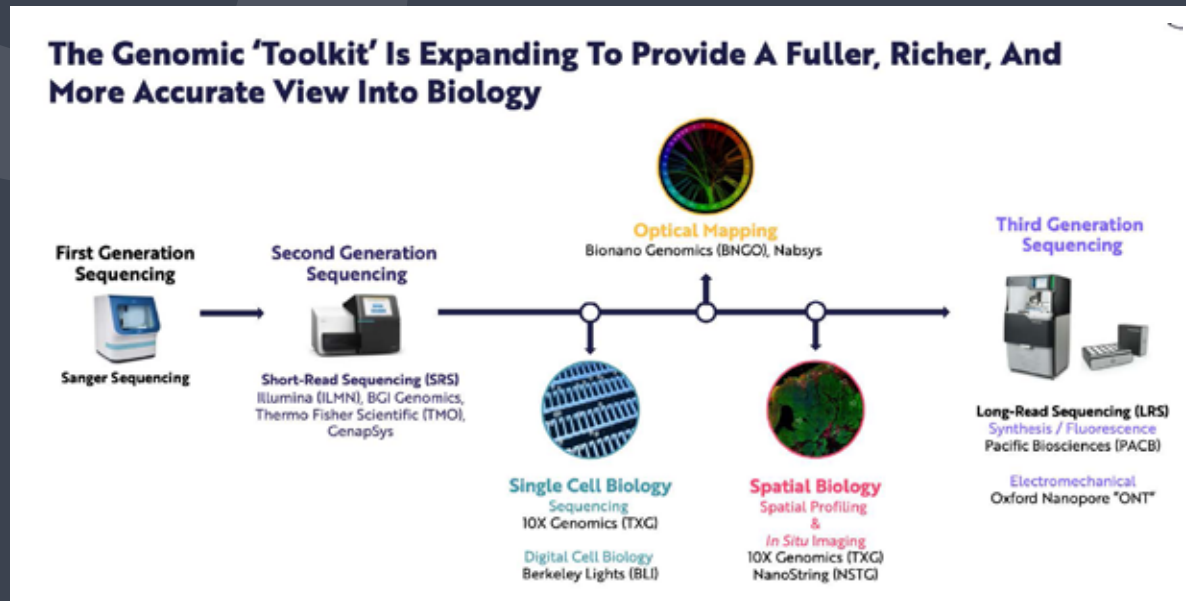 The Genomic ‘Toolkit’ Is Expanding To Provide A Fuller, Richer, And
More Accurate View Into Biology
First Generation
Sequencing
Sanger Sequencing
Second Generation
Sequencing
Short-Read Sequencing (SRS)
Illumina (ILMN), BGI Genomics,
Thermo Fisher Scientific (TMO),
GenapSys
Optical Mapping
Bionano Genomics (BNGO), Nabsys
Single Cell Biology
Sequencing
10X Genomics (TXG)
Digital Cell Biology
Berkeley Lights (BLI)
Spatial Biology
Spatial Profiling
&
In Situ Imaging
10X Genomics (TXG)
NanoString (NSTG)
Third Generation
Sequencing
Long-Read Sequencing (LRS)
Synthesis / Fluorescence
Pacific Biosciences (PACB)
Electromechanical
Oxford Nanopore "ONT"